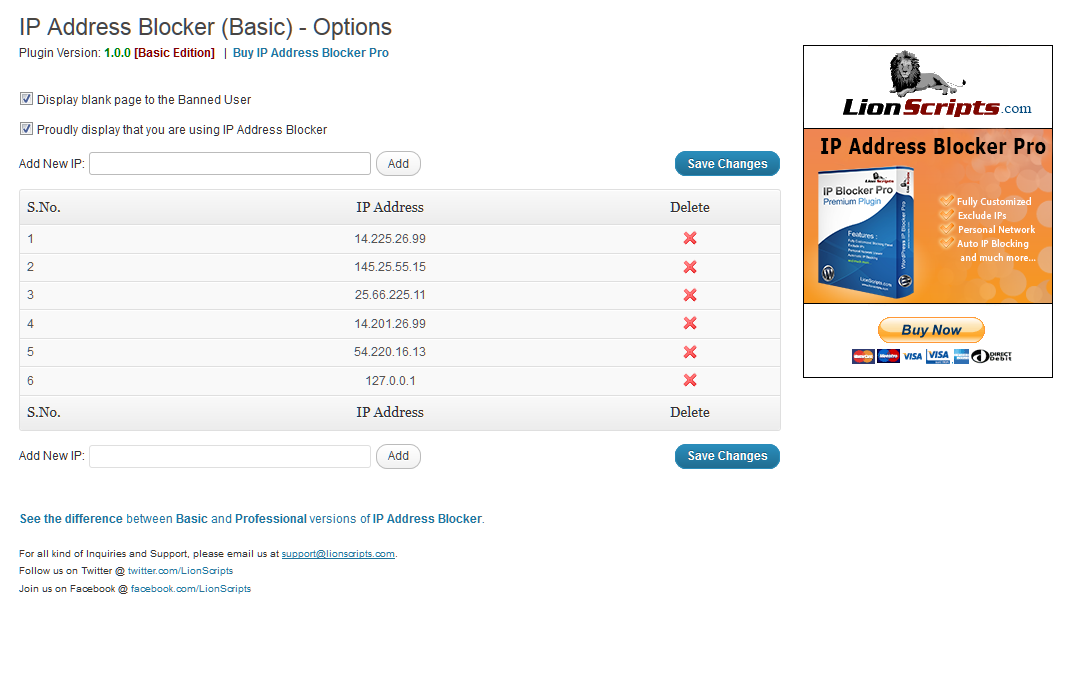 IP Address Blocker (Basic) - Options
Plugin Version: 1.0.0 [Basic Edition] | Buy IP Address Blocker Pro
Display blank page to the Banned User
Proudly display that you are using IP Address Blocker
Add New IP: Add Save Changes
S.No. IP Address Delete
1 14.225.26.99
2 145.25.55.15
3 25.66.225.11
4 14.201.26.99
5 54.220.16.13
6 127.0.0.1
S.No. IP Address Delete
Add New IP: Add Save Changes
See the difference between Basic and Professional versions of IP Address Blocker.
For all kind of Inquiries and Support, please email us at support@lionscripts.com.
Follow us on Twitter @ twitter.com/LionScripts
Join us on Facebook @ facebook.com/LionScripts
LionScripts.com
IP Address Blocker Pro
LionScripts
IP Blocker Pro
Premium Plugin
Features :
LionScripts.com
WordPress IP Blocker Pro
Fully Customized
Exclude IPs
Personal Network
Auto IP Blocking
and much more...
Buy Now
VISA
VISA
DIRECT
Debit